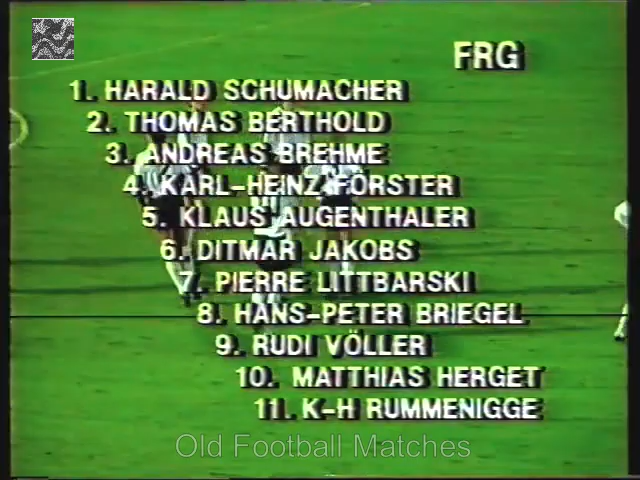 FRG
1. HARALD SCHUMACHER
2. THOMAS BERTHOLD
3. ANDREAS BREHME
4. KARL-HEINZ FÖRSTER
5. KLAUS AUGENTHALER
6. DITMAR JAKOBS
7. PIERRE LITTBARSKI
8. HANS-PETER BRIEGEL
9. RUDI VÖLLER
10. MATTHIAS HERGET
11. K-H RUMMENIGGE
Old Football Matches